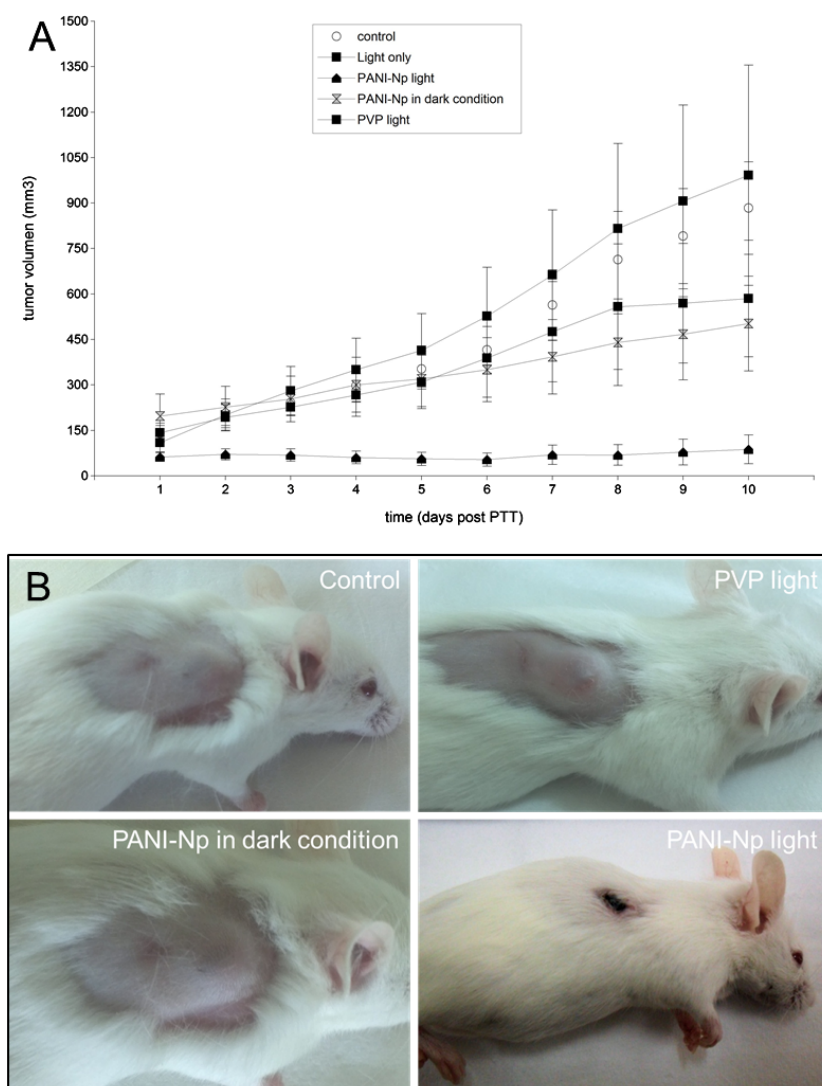 A
control
Light only
PANI-Np light
PANI-Np in dark condition
PVP light
1500
1350
1200
1050
900
750
600
450
300
150
0
tumor volumen (mm3)
1 2 3 4 5 6 7 8 9 10
time (days post PTT)
B
Control
PVP light
PANI-Np in dark condition
PANI-Np light